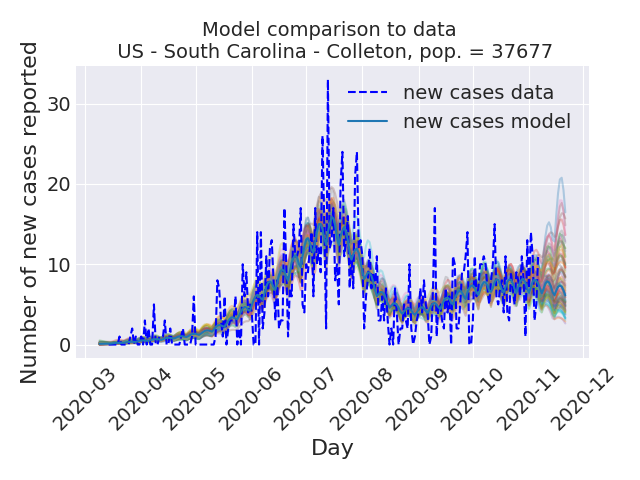 Model comparison to data
US - South Carolina - Colleton, pop. = 37677
Number of new cases reported
30
20
10
0
new cases data
new cases model
2020-03
2020-04
2020-05
2020-06
2020-07
2020-08
2020-09
2020-10
2020-11
2020-12
Day